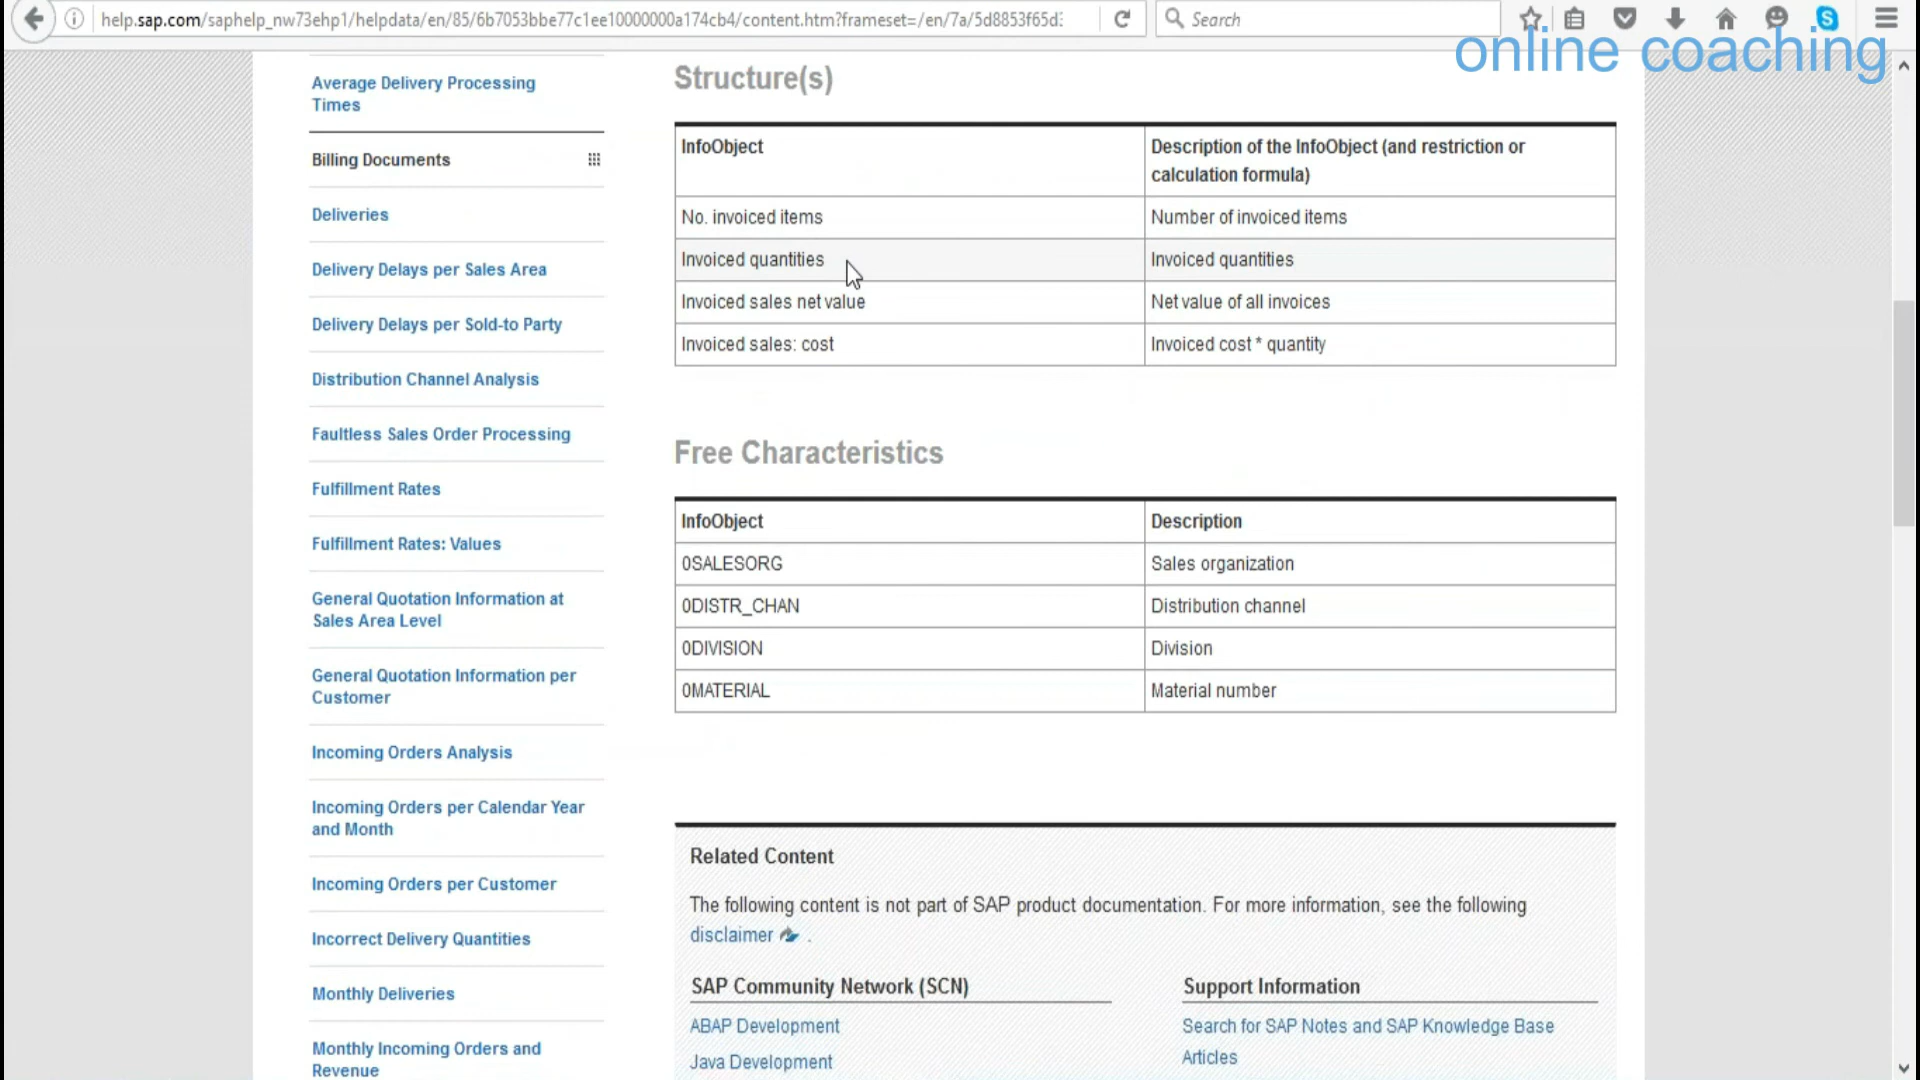 help.sap.com/saphelp_nw73ehp1/helpdata/en/85/6b7053bbe77c1ee10000000a174cb4/content.htm?frameset=/en/7a/5d8853f65d3
Search
online coaching
Average Delivery Processing
Times
Billing Documents
Deliveries
Delivery Delays per Sales Area
Delivery Delays per Sold-to Party
Distribution Channel Analysis
Faultless Sales Order Processing
Fulfillment Rates
Fulfillment Rates: Values
General Quotation Information at
Sales Area Level
General Quotation Information per
Customer
Incoming Orders Analysis
Incoming Orders per Calendar Year
and Month
Incoming Orders per Customer
Incorrect Delivery Quantities
Monthly Deliveries
Monthly Incoming Orders and
Revenue
Structure(s)
InfoObject
Description of the InfoObject (and restriction or
calculation formula)
No. invoiced items
Number of invoiced items
Invoiced quantities
Invoiced quantities
Invoiced sales net value
Net value of all invoices
Invoiced sales: cost
Invoiced cost * quantity
Free Characteristics
InfoObject
Description
0SALESORG
Sales organization
0DISTR_CHAN
Distribution channel
0DIVISION
Division
0MATERIAL
Material number
Related Content
The following content is not part of SAP product documentation. For more information, see the following
disclaimer .
SAP Community Network (SCN)
ABAP Development
Java Development
Support Information
Search for SAP Notes and SAP Knowledge Base
Articles